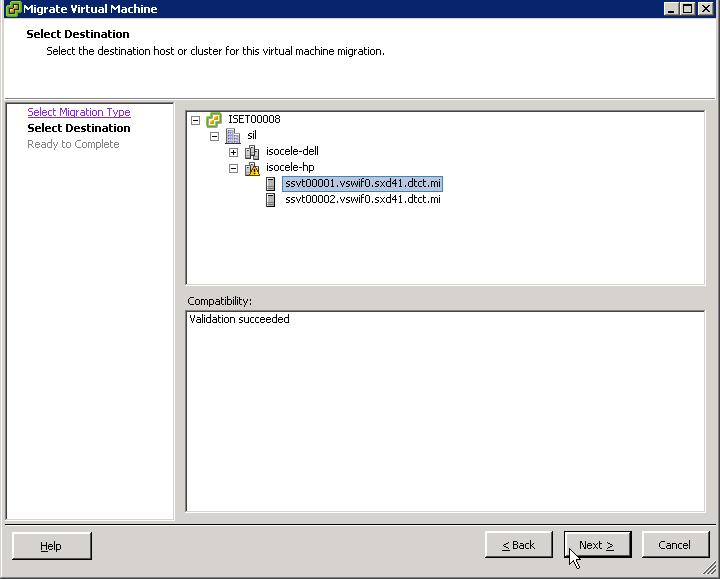 Migrate Virtual Machine
Select Destination
Select the destination host or cluster for this virtual machine migration.
Select Migration Type
Select Destination
Ready to Complete
ISET00008
sil
isocele-dell
isocele-hp
ssvt00001.vswif0.sxd41.dtct.mi
ssvt00002.vswif0.sxd41.dtct.mi
Compatibility:
Validation succeeded
Help
< Back
Next >
Cancel